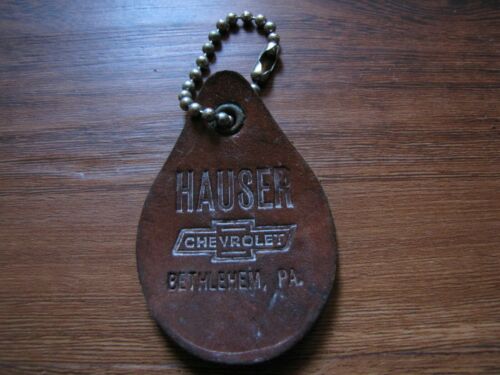 HAUSER
CHEVROLET
BETHLEHEM, PA.